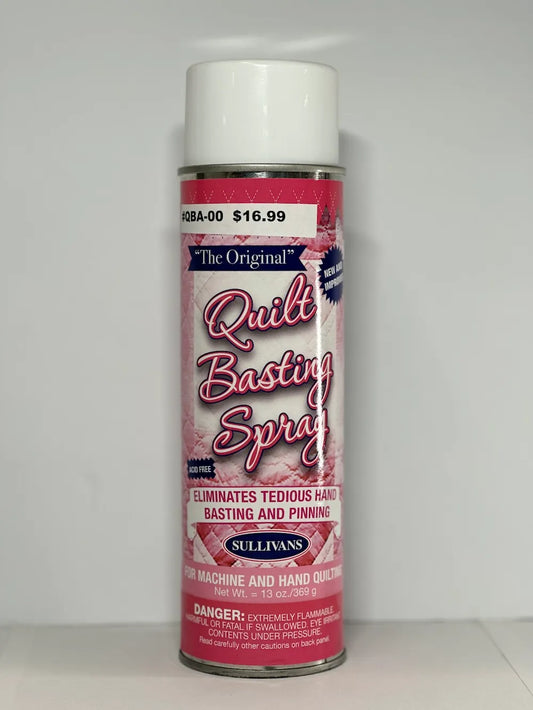 #QBA-00 $16.99
"The Original"
NEW AND
IMPROVED
Quilt
Basting
Spray
ACID FREE
ELIMINATES TEDIOUS HAND
BASTING AND PINNING
SULLIVANS
FOR MACHINE AND HAND QUILTING
Net Wt. = 13 oz./369 g
DANGER: EXTREMELY FLAMMABLE
HARMFUL OR FATAL IF SWALLOWED. EYE IRRITANT
CONTENTS UNDER PRESSURE.
Read carefully other cautions on back panel.